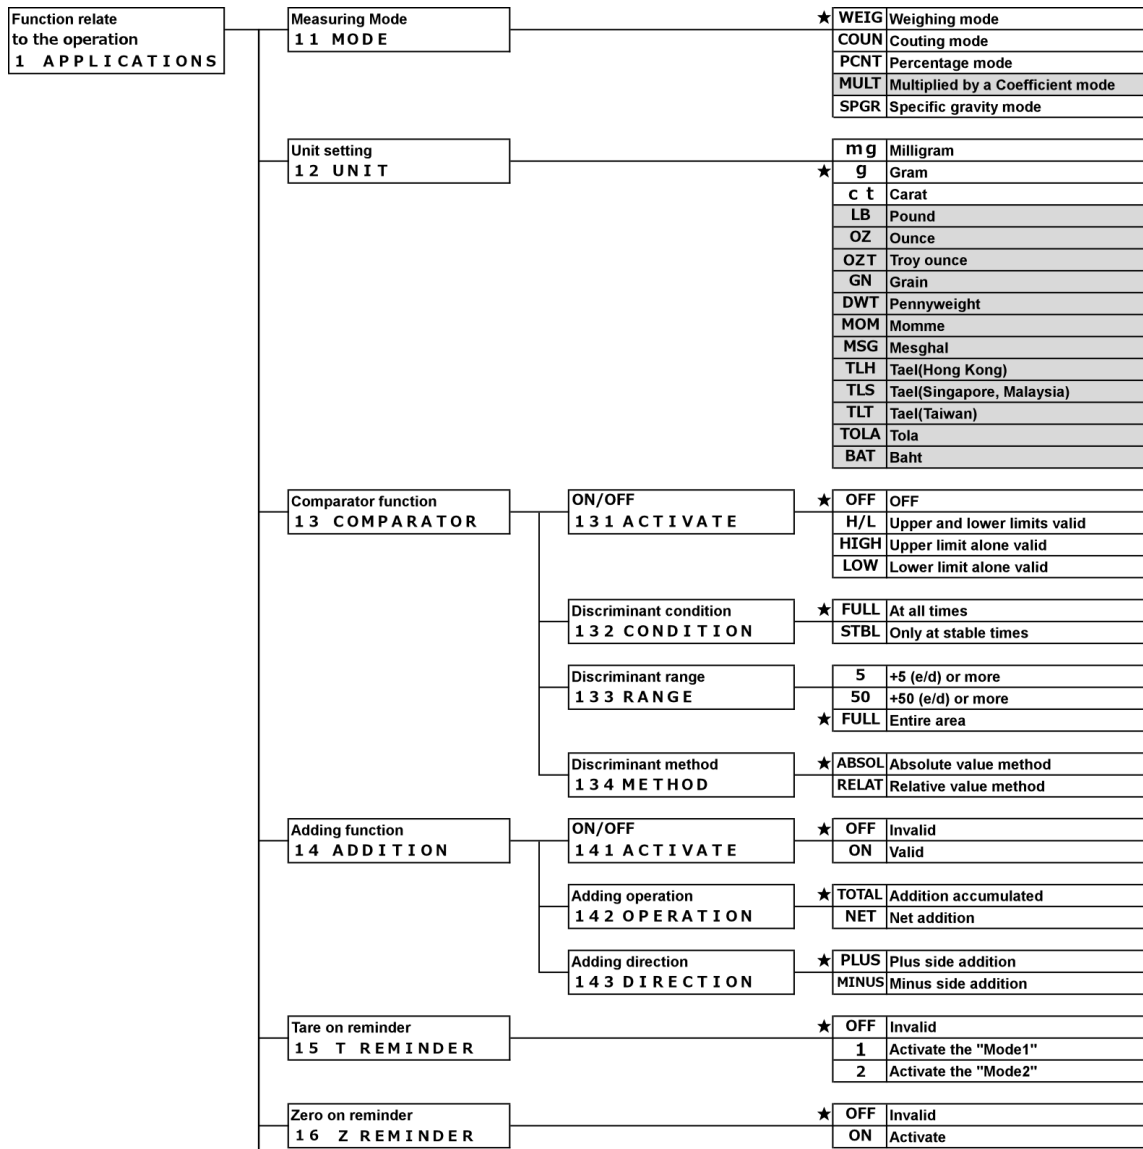 Function relate
to the operation
1 APPLICATIONS
Measuring Mode
11 MODE
★ WEIG Weighing mode
COUN Couting mode
PCNT Percentage mode
MULT Multiplied by a Coefficient mode
SPGR Specific gravity mode
Unit setting
12 UNIT
mg Milligram
★ g Gram
ct Carat
LB Pound
OZ Ounce
OZT Troy ounce
GN Grain
DWT Pennyweight
MOM Momme
MSG Mesghal
TLH Tael(Hong Kong)
TLS Tael(Singapore, Malaysia)
TLT Tael(Taiwan)
TOLA Tola
BAT Baht
Comparator function
13 COMPARATOR
ON/OFF
131 ACTIVATE
★ OFF OFF
H/L Upper and lower limits valid
HIGH Upper limit alone valid
LOW Lower limit alone valid
Discriminant condition
132 CONDITION
★ FULL At all times
STBL Only at stable times
Discriminant range
133 RANGE
5 +5 (e/d) or more
50 +50 (e/d) or more
★ FULL Entire area
Discriminant method
134 METHOD
★ ABSOL Absolute value method
RELAT Relative value method
Adding function
14 ADDITION
ON/OFF
141 ACTIVATE
★ OFF Invalid
ON Valid
Adding operation
142 OPERATION
★ TOTAL Addition accumulated
NET Net addition
Adding direction
143 DIRECTION
★ PLUS Plus side addition
MINUS Minus side addition
Tare on reminder
15 T REMINDER
★ OFF Invalid
1 Activate the "Mode1"
2 Activate the "Mode2"
Zero on reminder
16 Z REMINDER
★ OFF Invalid
ON Activate